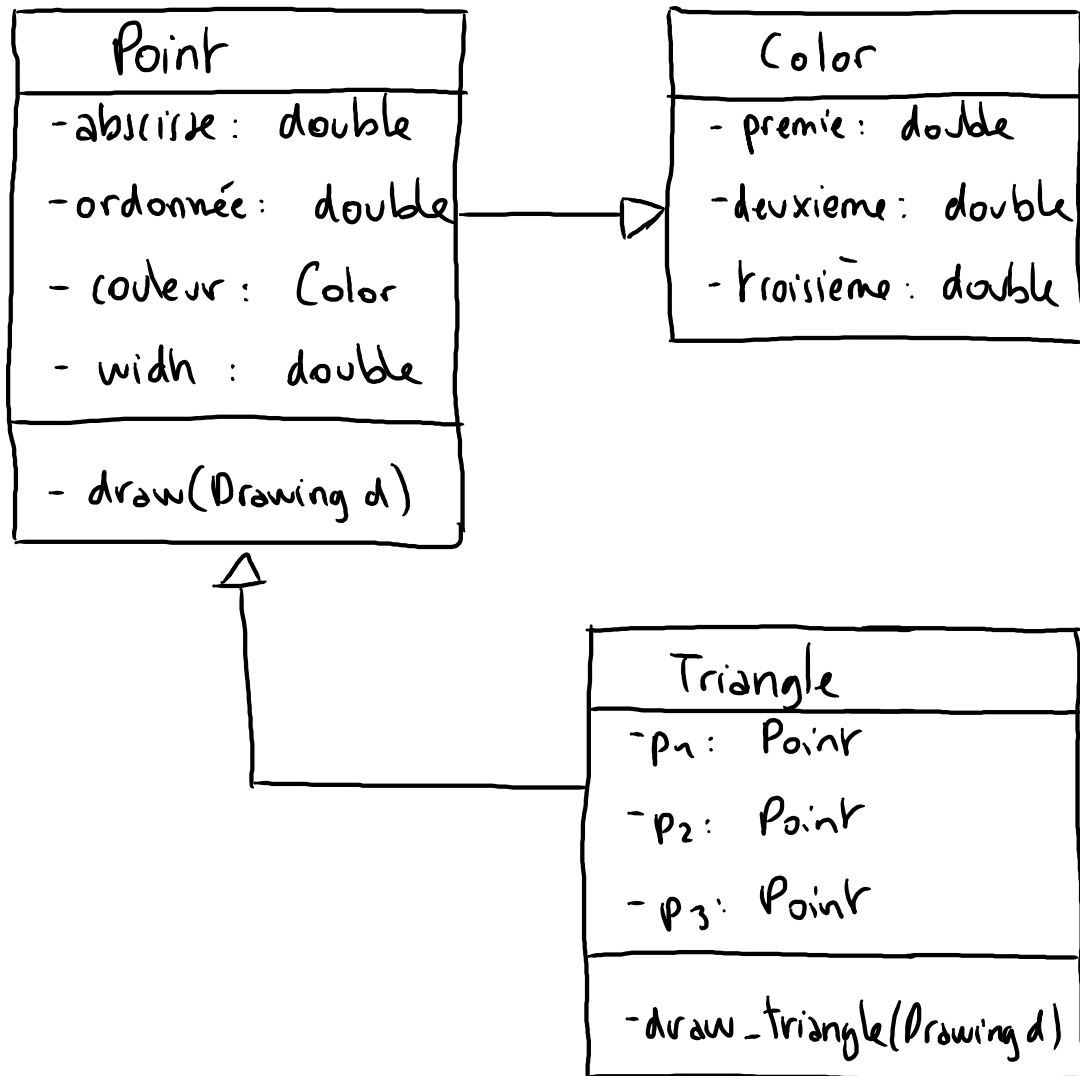 Point
- abscisse: double
- ordonnée: double
- couleur: Color
- widh : double
- draw(Drawing d)
Color
- premie: double
- deuxieme: double
- troisième: double
Triangle
- p1: Point
- p2: Point
- p3: Point
- draw_triangle(Drawing d)